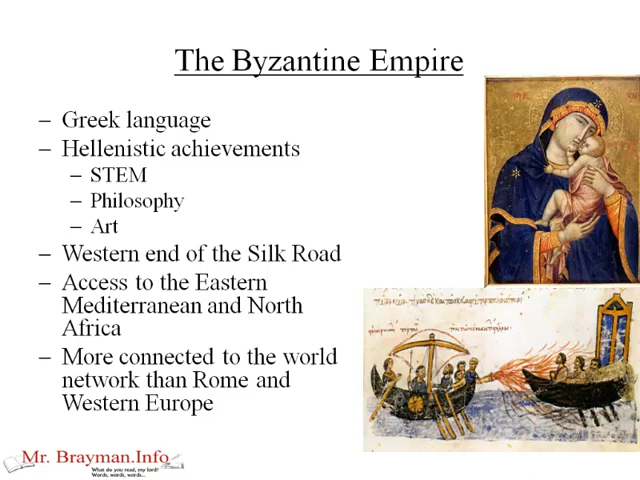 The Byzantine Empire
– Greek language
– Hellenistic achievements
– STEM
– Philosophy
– Art
– Western end of the Silk Road
– Access to the Eastern
Mediterranean and North
Africa
– More connected to the world
network than Rome and
Western Europe
Mr. Brayman.Info
What do you read, my lord?
Words, words, words...